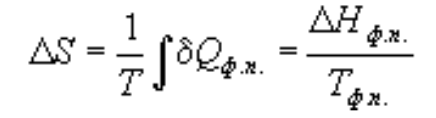 ΔS = 1/T ∫ δQ_ф.п. = ΔH_ф.п. / T_ф.п.